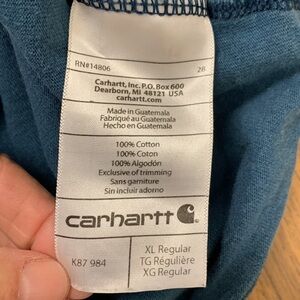 RN#14806 2B
Carhartt, Inc. P.O. Box 600
Dearborn, MI 48121 USA
carhartt.com
Made in Guatemala
Fabriqué au Guatemala
Hecho en Guatemala
100% Cotton
100% Coton
100% Algodón
Exclusive of trimming
Sans garniture
Sin incluir adorno
carhartt
K87 984
XL Regular
TG Régulière
XG Regular